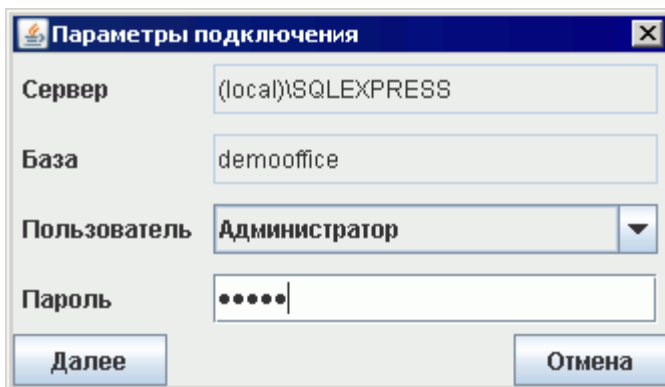 Параметры подключения
Сервер (local)\SQLEXPRESS
База demooffice
Пользователь Администратор
Пароль •••••
Далее Отмена